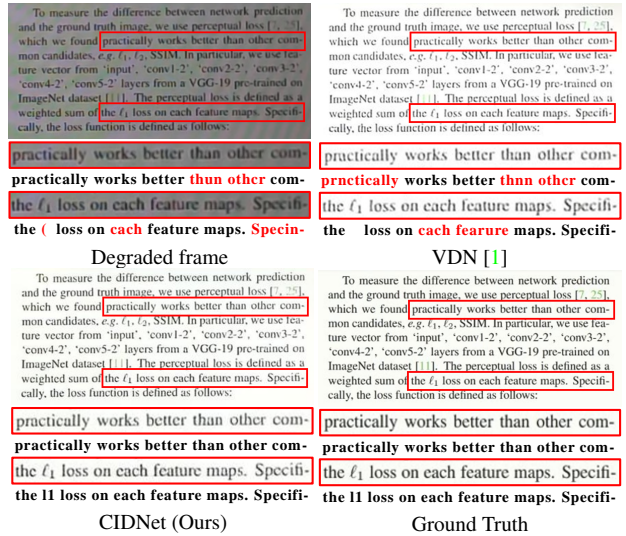 To measure the difference between network prediction
and the ground truth image, we use perceptual loss [7, 25],
which we found practically works better than other com-
mon candidates, e.g. ℓ1, ℓ2, SSIM. In particular, we use fea-
ture vector from 'input', 'conv1-2', 'conv2-2', 'conv3-2',
'conv4-2', 'conv5-2' layers from a VGG-19 pre-trained on
ImageNet dataset [11]. The perceptual loss is defined as a
weighted sum of the ℓ1 loss on each feature maps. Specifi-
cally, the loss function is defined as follows:
practically works better than other com-
practically works better thun othcr com-
the ℓ1 loss on each feature maps. Specifi-
the ( loss on cach feature maps. Specin-
Degraded frame
To measure the difference between network prediction
and the ground truth image, we use perceptual loss [7, 25],
which we found practically works better than other com-
mon candidates, e.g. ℓ1, ℓ2, SSIM. In particular, we use fea-
ture vector from 'input', 'conv1-2', 'conv2-2', 'conv3-2',
'conv4-2', 'conv5-2' layers from a VGG-19 pre-trained on
ImageNet dataset [11]. The perceptual loss is defined as a
weighted sum of the ℓ1 loss on each feature maps. Specifi-
cally, the loss function is defined as follows:
practically works better than other com-
prnctically works better thnn othcr com-
the ℓ1 loss on each feature maps. Specifi-
the loss on cach fearure maps. Specifi-
VDN [1]
To measure the difference between network prediction
and the ground truth image, we use perceptual loss [7, 25],
which we found practically works better than other com-
mon candidates, e.g. ℓ1, ℓ2, SSIM. In particular, we use fea-
ture vector from 'input', 'conv1-2', 'conv2-2', 'conv3-2',
'conv4-2', 'conv5-2' layers from a VGG-19 pre-trained on
ImageNet dataset [11]. The perceptual loss is defined as a
weighted sum of the ℓ1 loss on each feature maps. Specifi-
cally, the loss function is defined as follows:
practically works better than other com-
practically works better than other com-
the ℓ1 loss on each feature maps. Specifi-
the l1 loss on each feature maps. Specifi-
CIDNet (Ours)
To measure the difference between network prediction
and the ground truth image, we use perceptual loss [7, 25],
which we found practically works better than other com-
mon candidates, e.g. ℓ1, ℓ2, SSIM. In particular, we use fea-
ture vector from 'input', 'conv1-2', 'conv2-2', 'conv3-2',
'conv4-2', 'conv5-2' layers from a VGG-19 pre-trained on
ImageNet dataset [11]. The perceptual loss is defined as a
weighted sum of the ℓ1 loss on each feature maps. Specifi-
cally, the loss function is defined as follows:
practically works better than other com-
practically works better than other com-
the ℓ1 loss on each feature maps. Specifi-
the l1 loss on each feature maps. Specifi-
Ground Truth